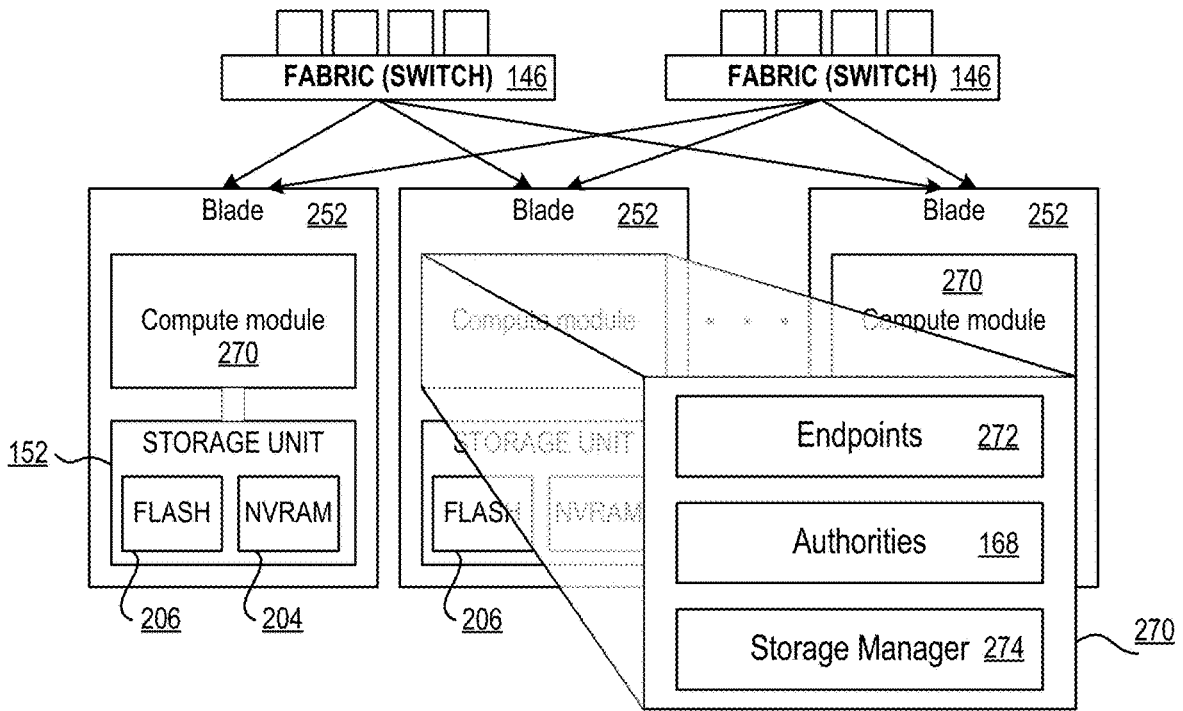 FABRIC (SWITCH) 146
FABRIC (SWITCH) 146
Blade 252
Blade 252
Blade 252
Compute module
270
Compute module
270
Compute module
152
STORAGE UNIT
FLASH
NVRAM
206
204
STORAGE UNIT
FLASH
NVRAM
206
Endpoints 272
Authorities 168
Storage Manager 274
270